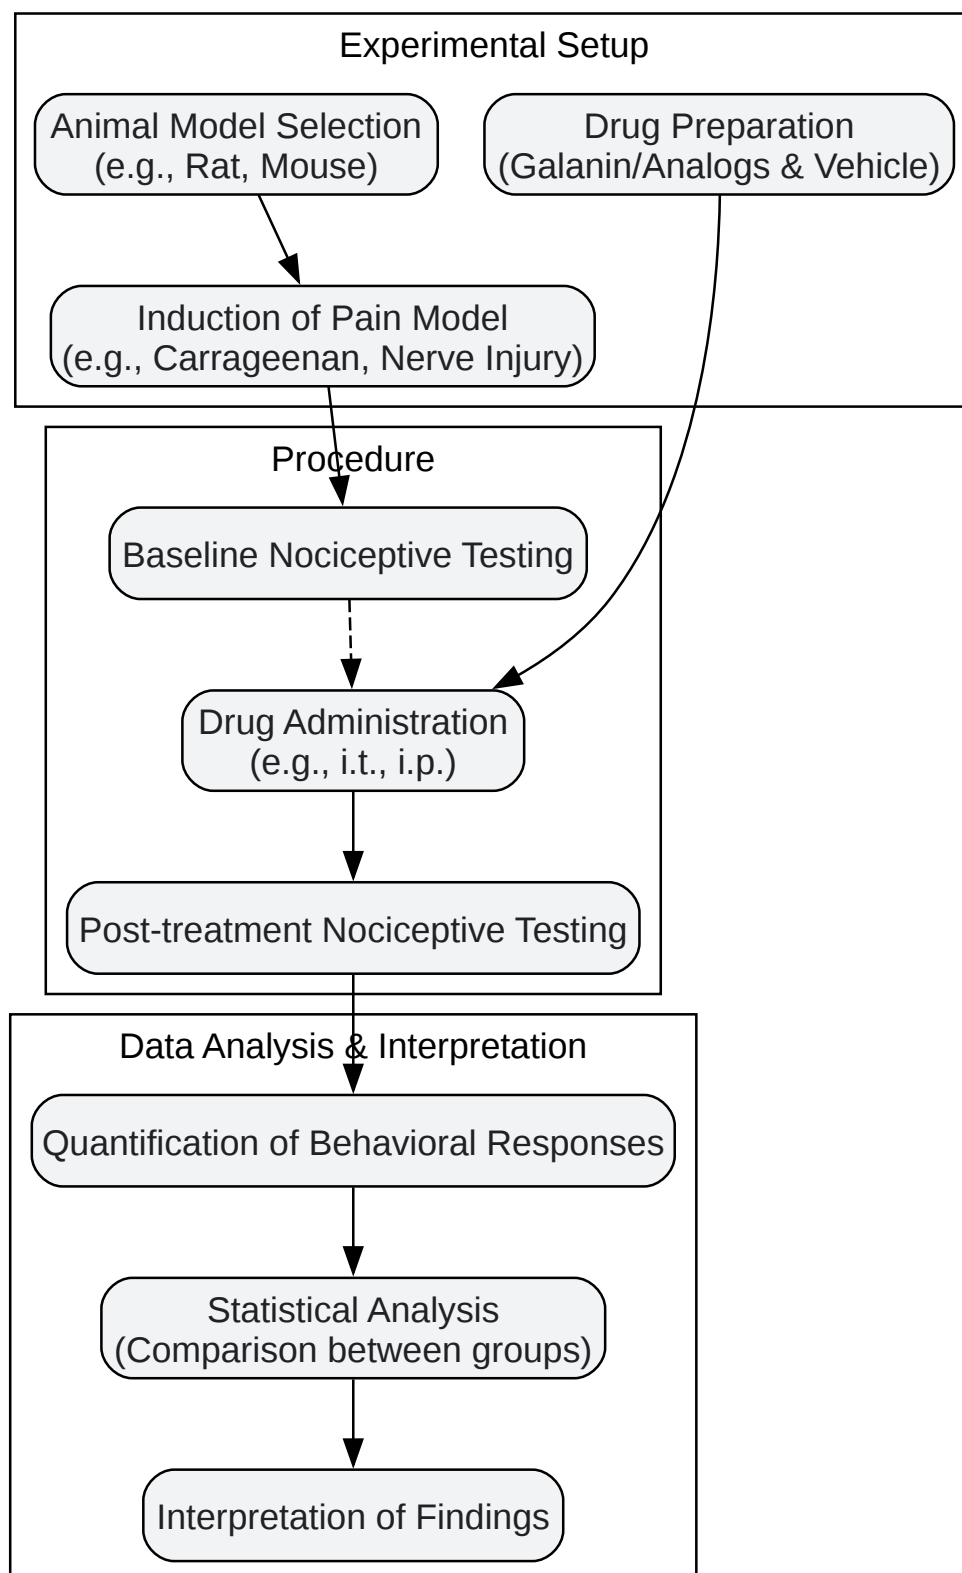 Experimental Setup
Animal Model Selection
(e.g., Rat, Mouse)
Drug Preparation
(Galanin/Analogs & Vehicle)
Induction of Pain Model
(e.g., Carrageenan, Nerve Injury)
Procedure
Baseline Nociceptive Testing
Drug Administration
(e.g., i.t., i.p.)
Post-treatment Nociceptive Testing
Data Analysis & Interpretation
Quantification of Behavioral Responses
Statistical Analysis
(Comparison between groups)
Interpretation of Findings